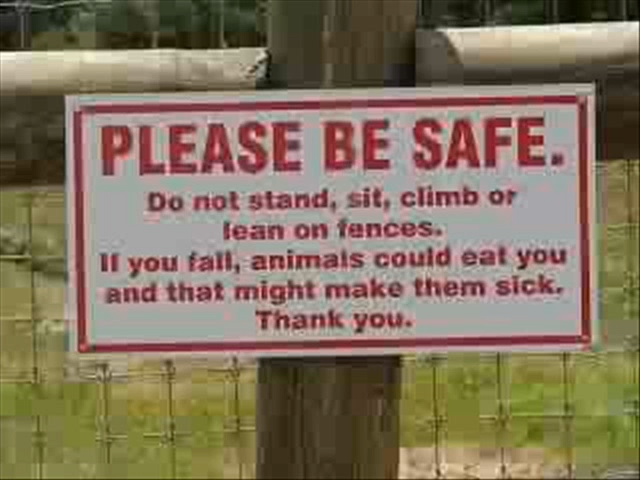 PLEASE BE SAFE.
Do not stand, sit, climb or
lean on fences.
If you fall, animals could eat you
and that might make them sick.
Thank you.